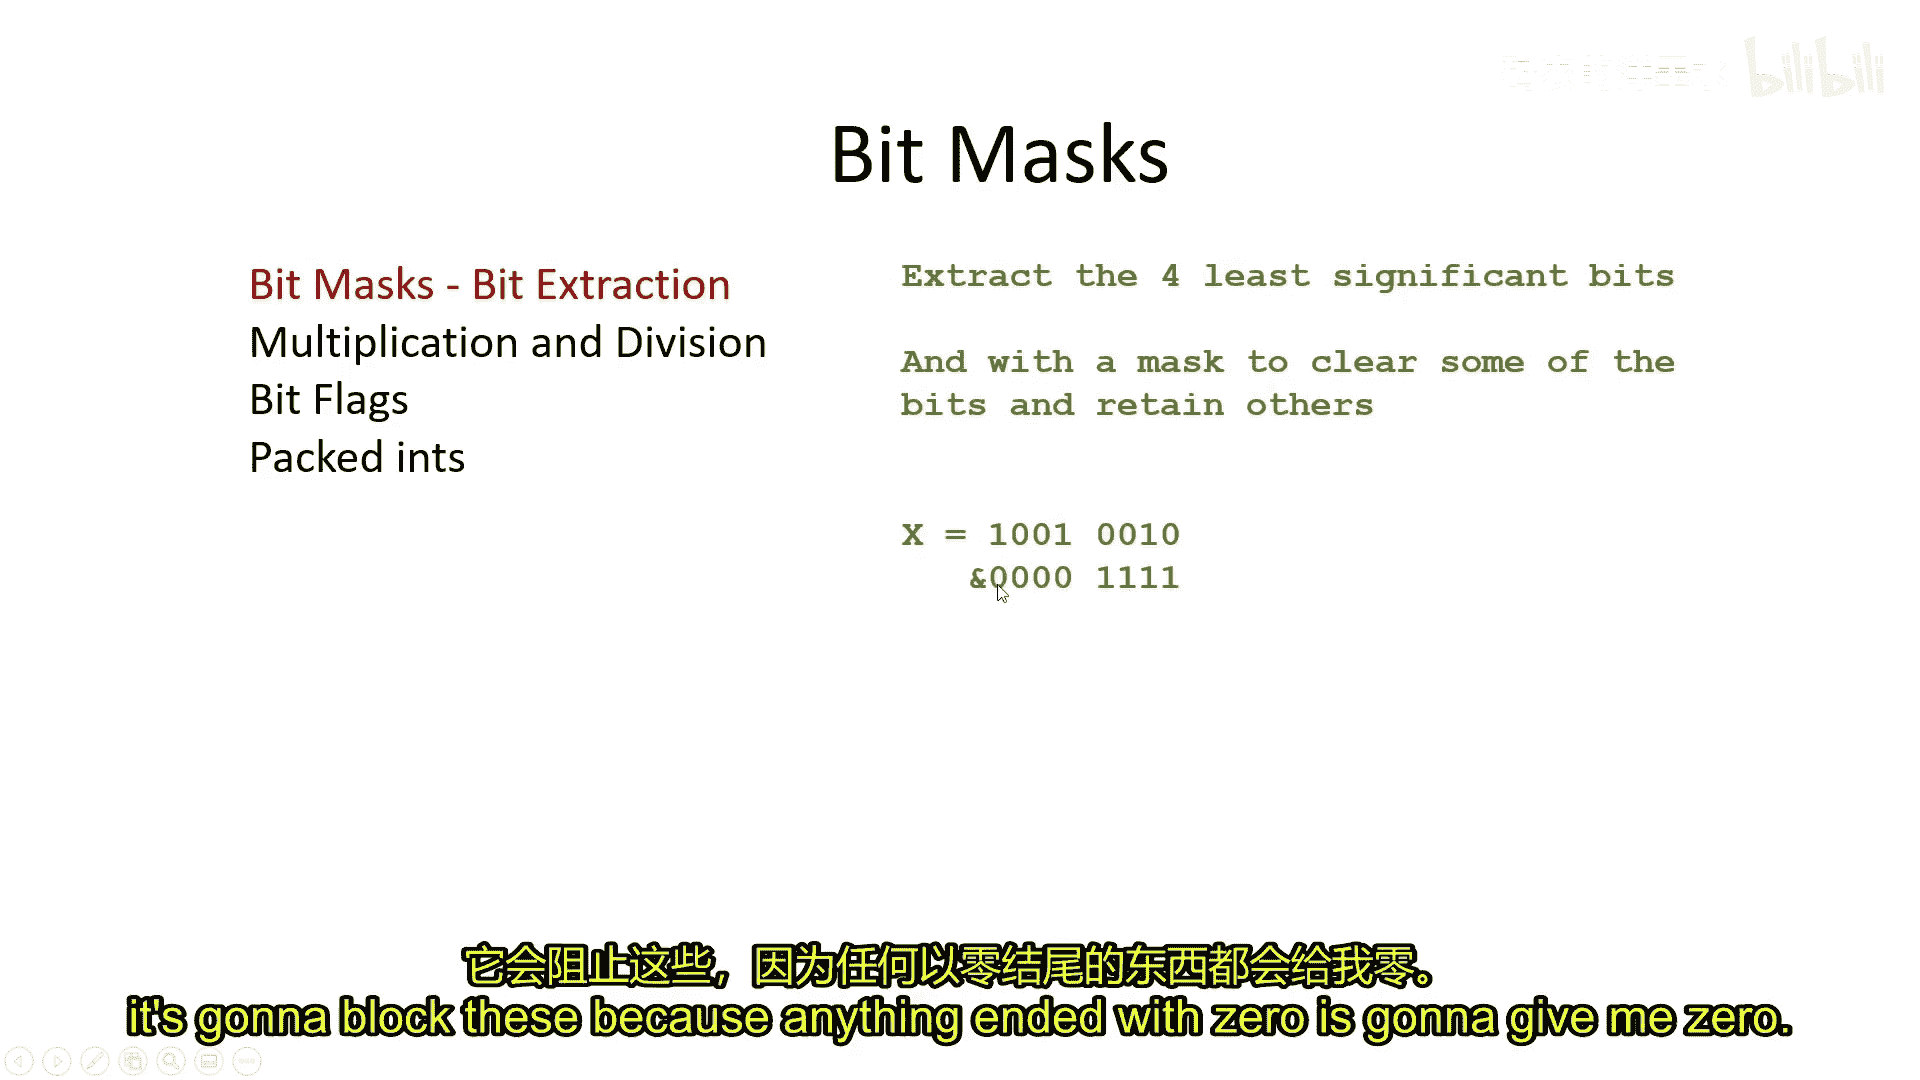 bilibili
Bit Masks
Bit Masks - Bit Extraction
Multiplication and Division
Bit Flags
Packed ints
Extract the 4 least significant bits
And with a mask to clear some of the
bits and retain others
X = 1001 0010
&0000 1111
它会阻止这些，因为任何以零结尾的东西都会给我零。
it's gonna block these because anything ended with zero is gonna give me zero.